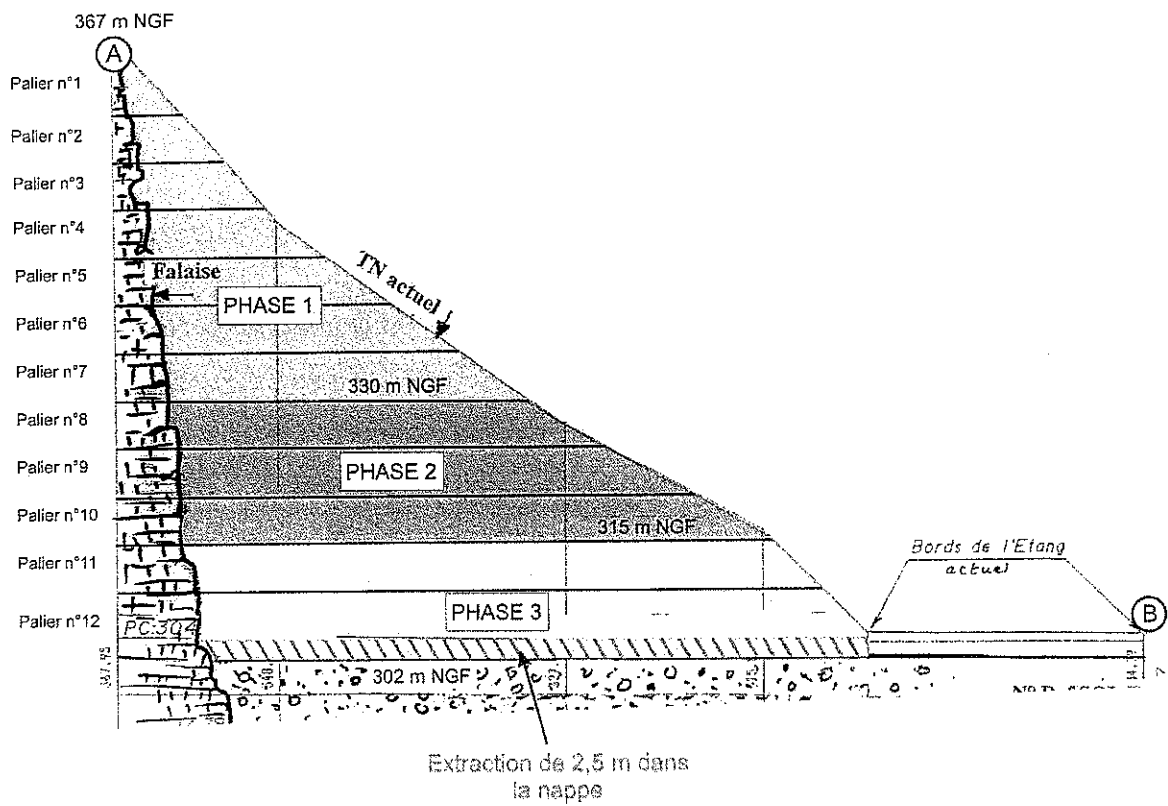 367 m NGF
A
Palier n°1
Palier n°2
Palier n°3
Palier n°4
Palier n°5
Falaise
TN actuel
PHASE 1
Palier n°6
Palier n°7
330 m NGF
Palier n°8
Palier n°9
PHASE 2
Palier n°10
315 m NGF
Palier n°11
Bords de l'Etang
actuel
PHASE 3
B
Palier n°12
PC:304
302 m NGF
Extraction de 2,5 m dans
la nappe